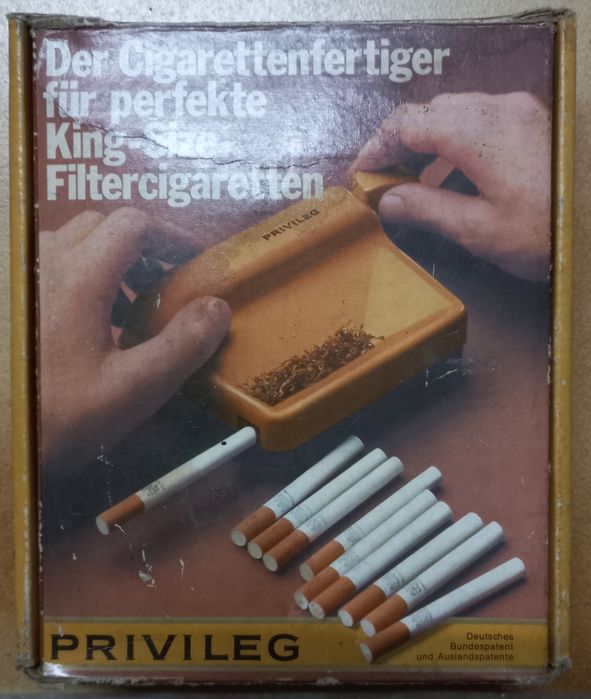 Der Cigarettenfertiger
für perfekte
King-Size-
Filtercigaretten
PRIVILEG
PRIVILEG
Deutsches
Bundespatent
und Auslandspatente